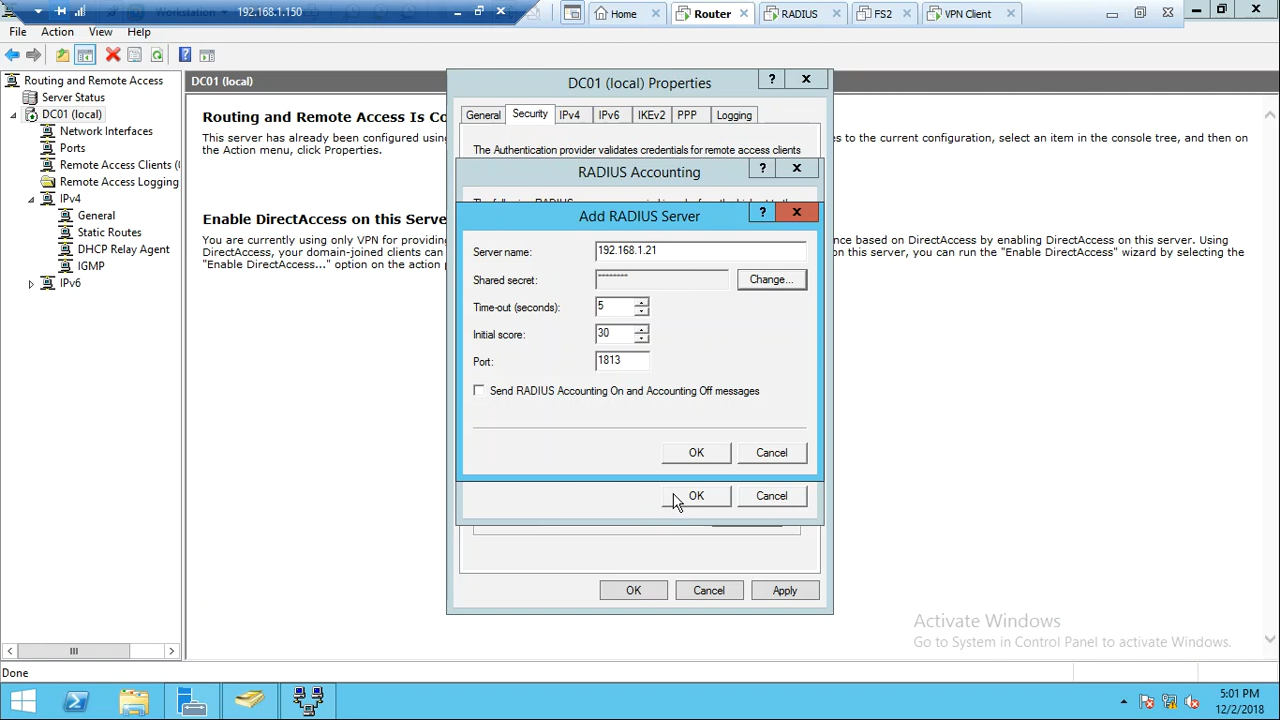 Workstation
192.168.1.150
Home
Router
RADIUS
FS2
VPN Client
File
Action
View
Help
Routing and Remote Access
Server Status
DC01 (local)
Network Interfaces
Ports
Remote Access Clients (
Remote Access Logging
IPv4
General
Static Routes
DHCP Relay Agent
IGMP
IPv6
DC01 (local)
Routing and Remote Access Is Co
This server has already been configured using
es to the current configuration, select an item in the console tree, and then on
the Action menu, click Properties.
Enable DirectAccess on this Serve
You are currently using only VPN for providing
ence based on DirectAccess by enabling DirectAccess on this server. Using
DirectAccess, your domain-joined clients can
on this server, you can run the "Enable DirectAccess" wizard by selecting the
"Enable DirectAccess..." option on the action p
DC01 (local) Properties
?
General
Security
IPv4
IPv6
IKEv2
PPP
Logging
The Authentication provider validates credentials for remote access clients
RADIUS Accounting
?
Add RADIUS Server
?
Server name:
192.168.1.21
Shared secret:
********
Change...
Time-out (seconds):
5
Initial score:
30
Port:
1813
Send RADIUS Accounting On and Accounting Off messages
OK
Cancel
OK
Cancel
OK
Cancel
Apply
Activate Windows
Go to System in Control Panel to activate Windows.
Done
5:01 PM
12/2/2018